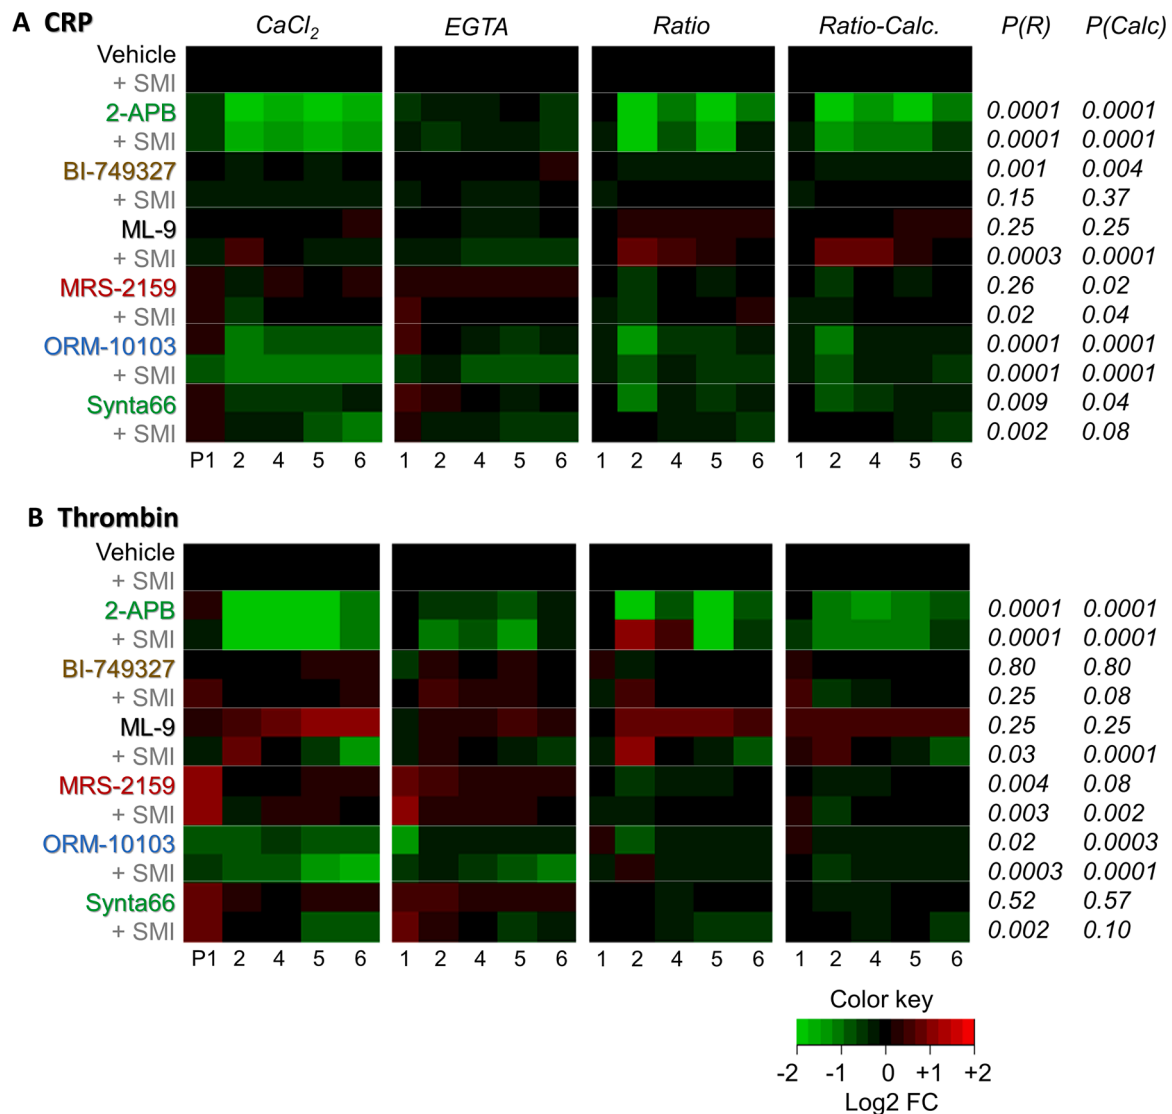 A CRP CaCl2 EGTA Ratio Ratio-Calc. P(R) P(Calc)
Vehicle
+ SMI
2-APB 0.0001 0.0001
+ SMI 0.0001 0.0001
BI-749327 0.001 0.004
+ SMI 0.15 0.37
ML-9 0.25 0.25
+ SMI 0.0003 0.0001
MRS-2159 0.26 0.02
+ SMI 0.02 0.04
ORM-10103 0.0001 0.0001
+ SMI 0.0001 0.0001
Synta66 0.009 0.04
+ SMI 0.002 0.08
P1 2 4 5 6 1 2 4 5 6 1 2 4 5 6 1 2 4 5 6
B Thrombin
Vehicle
+ SMI
2-APB 0.0001 0.0001
+ SMI 0.0001 0.0001
BI-749327 0.80 0.80
+ SMI 0.25 0.08
ML-9 0.25 0.25
+ SMI 0.03 0.0001
MRS-2159 0.004 0.08
+ SMI 0.003 0.002
ORM-10103 0.02 0.0003
+ SMI 0.0003 0.0001
Synta66 0.52 0.57
+ SMI 0.002 0.10
P1 2 4 5 6 1 2 4 5 6 1 2 4 5 6 1 2 4 5 6
Color key
-2 -1 0 +1 +2
Log2 FC